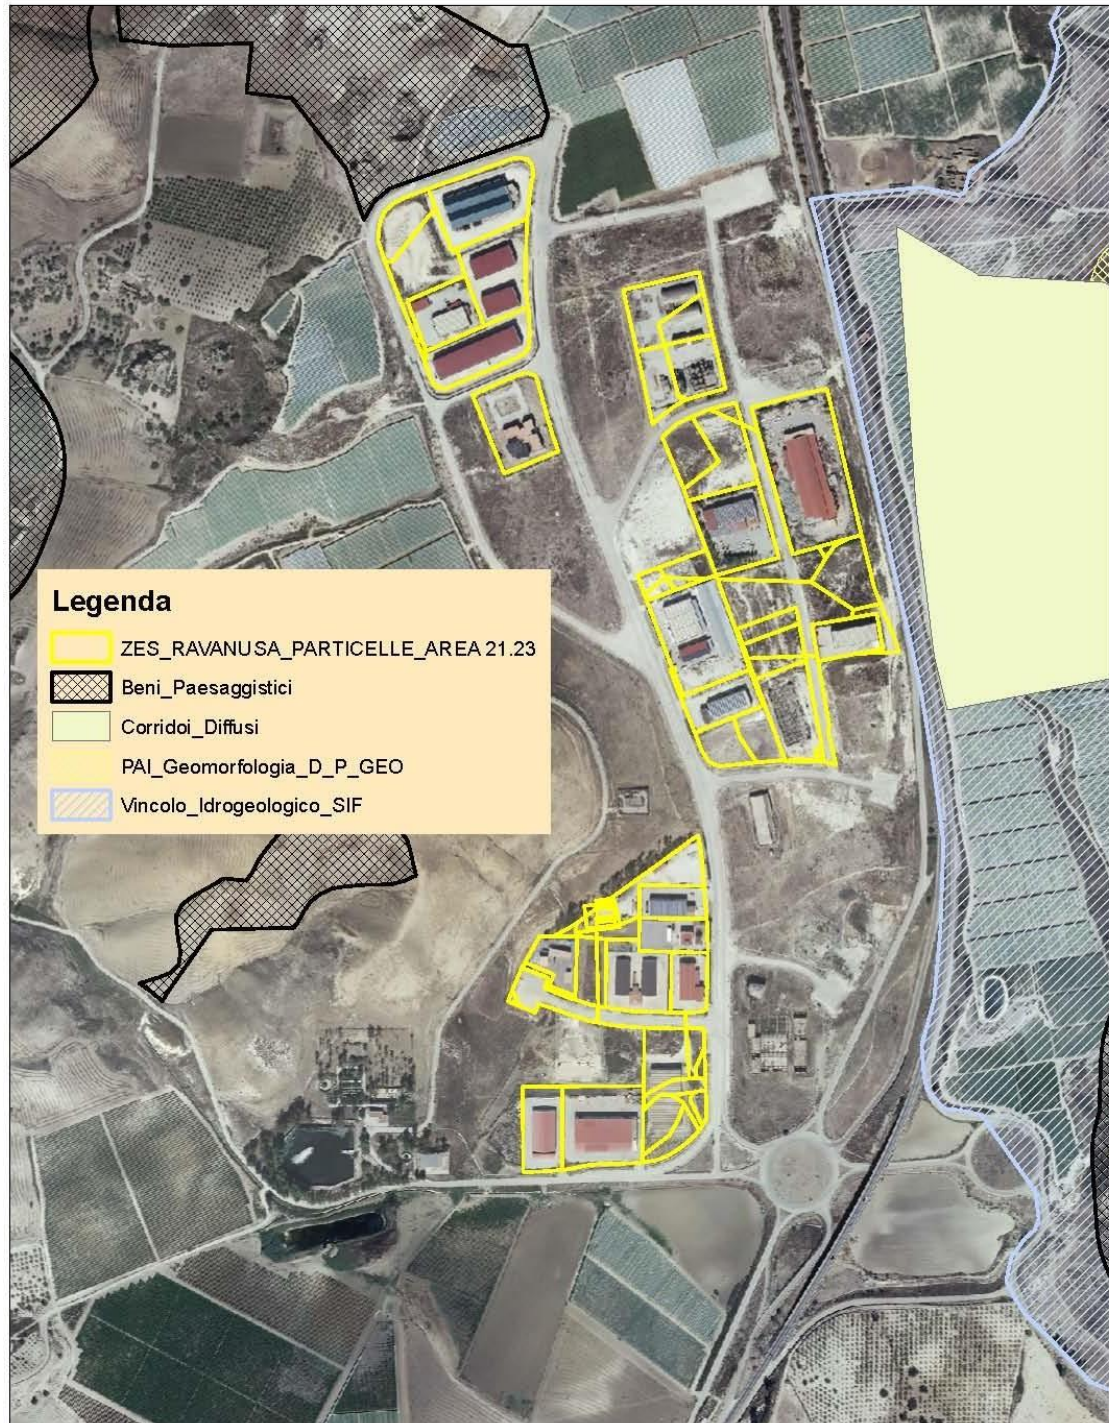 Legenda
ZES_RAVANUSA_PARTICELLE_AREA 21.23
Beni_Paesaggistici
Corridoi_Diffusi
PAI_Geomorfologia_D_P_GEO
Vincolo_Idrogeologico_SIF